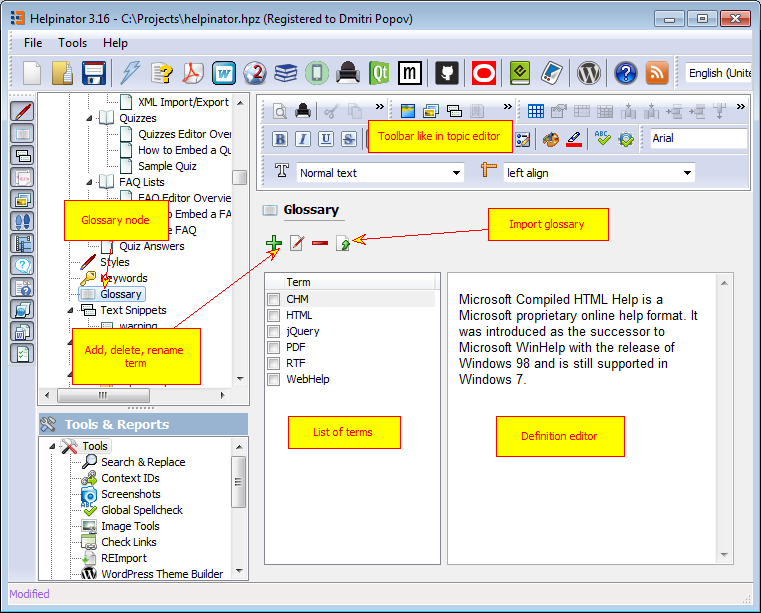 Helpinator 3.16 - C:\Projects\helpinator.hpz (Registered to Dmitri Popov)
File Tools Help
W
2
Qt
m
English (Unite
XML Import/Export
Quizzes
Quizzes Editor Over
How to Embed a Qu
Sample Quiz
FAQ Lists
FAQ Editor Overvie
to Embed a FA
le FAQ
Quiz Answers
Styles
Keywords
Glossary
Text Snippets
warning
Glossary node
Add, delete, rename
term
Tools & Reports
Tools
Search & Replace
Context IDs
Screenshots
Global Spellcheck
Image Tools
Check Links
REImport
WordPress Theme Builder
B I U S
Toolbar like in topic editor
ABC
Arial
Normal text
left align
Glossary
Import glossary
Term
CHM
HTML
jQuery
PDF
RTF
WebHelp
List of terms
Microsoft Compiled HTML Help is a
Microsoft proprietary online help format. It
was introduced as the successor to
Microsoft WinHelp with the release of
Windows 98 and is still supported in
Windows 7.
Definition editor
Modified